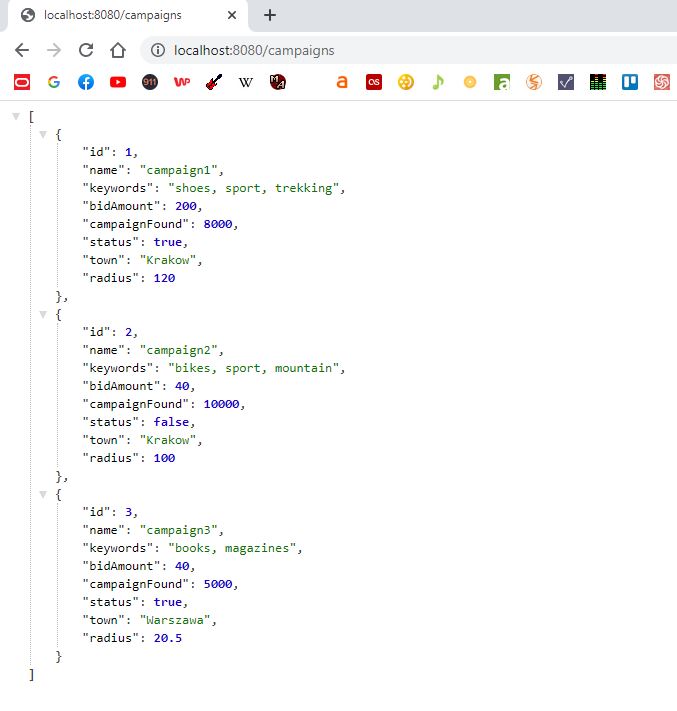 localhost:8080/campaigns
localhost:8080/campaigns
911 WP W M A a OS a
[
{
"id": 1,
"name": "campaign1",
"keywords": "shoes, sport, trekking",
"bidAmount": 200,
"campaignFound": 8000,
"status": true,
"town": "Krakow",
"radius": 120
},
{
"id": 2,
"name": "campaign2",
"keywords": "bikes, sport, mountain",
"bidAmount": 40,
"campaignFound": 10000,
"status": false,
"town": "Krakow",
"radius": 100
},
{
"id": 3,
"name": "campaign3",
"keywords": "books, magazines",
"bidAmount": 40,
"campaignFound": 5000,
"status": true,
"town": "Warszawa",
"radius": 20.5
}
]